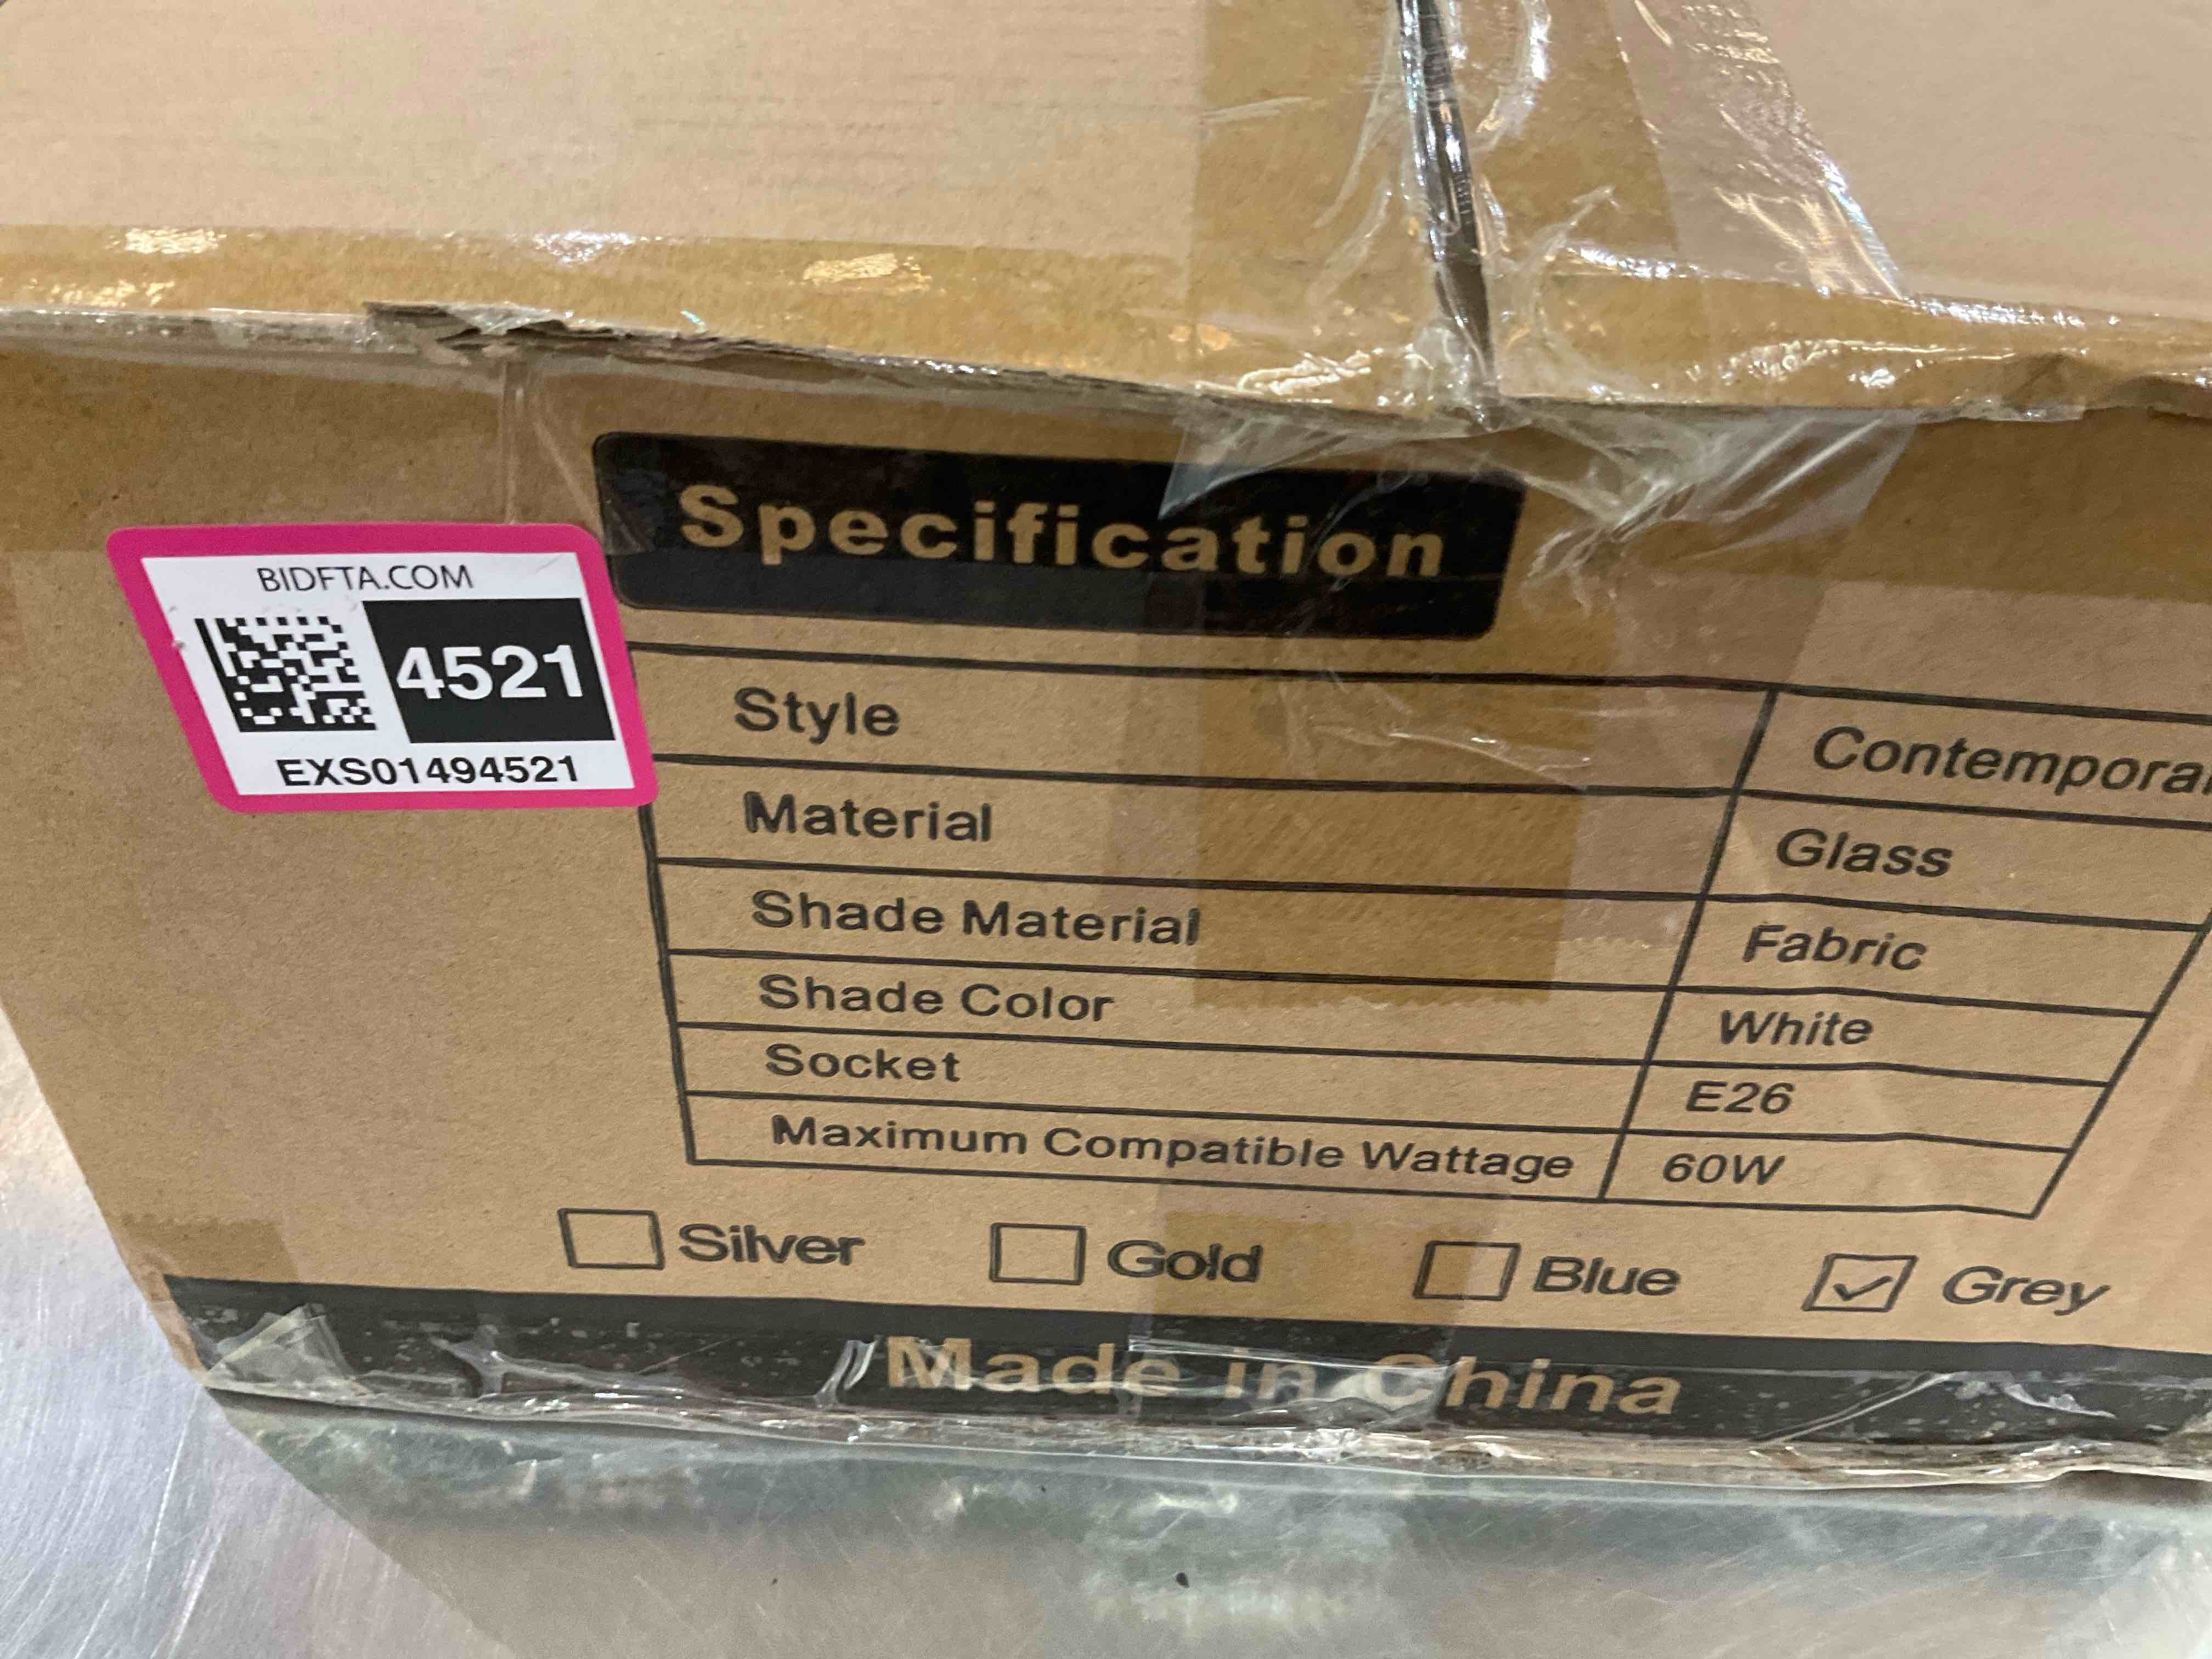 Specification
BIDFTA.COM
4521
EXS01494521
Style Contempora
Material Glass
Shade Material Fabric
Shade Color White
Socket E26
Maximum Compatible Wattage 60W
Silver Gold Blue Grey
Made in China